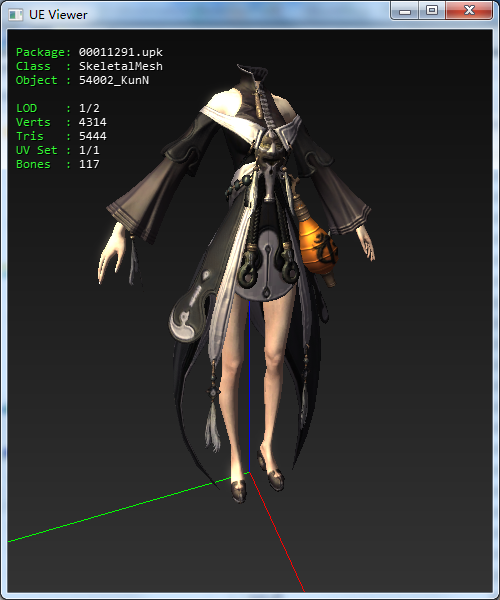 UE Viewer
Package: 00011291.upk
Class : SkeletalMesh
Object : 54002_KunN
LOD : 1/2
Verts : 4314
Tris : 5444
UV Set : 1/1
Bones : 117